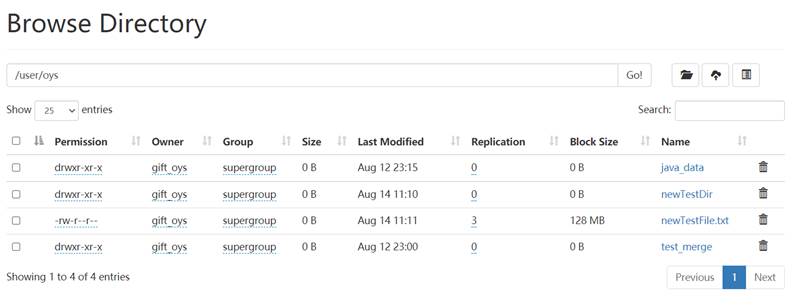 Browse Directory
/user/oys Go!
Show 25 entries Search:
Permission Owner Group Size Last Modified Replication Block Size Name
drwxr-xr-x gift_oys supergroup 0 B Aug 12 23:15 0 0 B java_data
drwxr-xr-x gift_oys supergroup 0 B Aug 14 11:10 0 0 B newTestDir
-rw-r--r-- gift_oys supergroup 0 B Aug 14 11:11 3 128 MB newTestFile.txt
drwxr-xr-x gift_oys supergroup 0 B Aug 12 23:00 0 0 B test_merge
Showing 1 to 4 of 4 entries Previous 1 Next